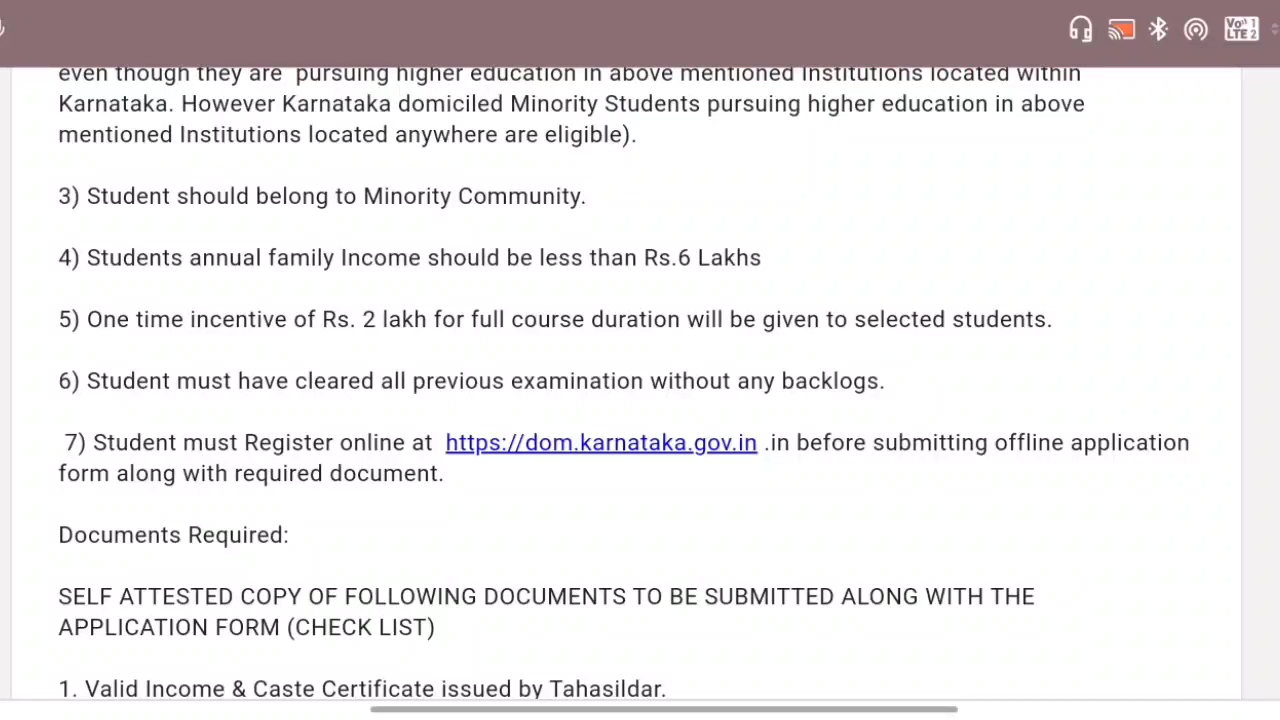 Vo 1
LTE 2
even though they are pursuing higher education in above mentioned Institutions located within
Karnataka. However Karnataka domiciled Minority Students pursuing higher education in above
mentioned Institutions located anywhere are eligible).
3) Student should belong to Minority Community.
4) Students annual family Income should be less than Rs.6 Lakhs
5) One time incentive of Rs. 2 lakh for full course duration will be given to selected students.
6) Student must have cleared all previous examination without any backlogs.
7) Student must Register online at https://dom.karnataka.gov.in .in before submitting offline application
form along with required document.
Documents Required:
SELF ATTESTED COPY OF FOLLOWING DOCUMENTS TO BE SUBMITTED ALONG WITH THE
APPLICATION FORM (CHECK LIST)
1. Valid Income & Caste Certificate issued by Tahasildar.